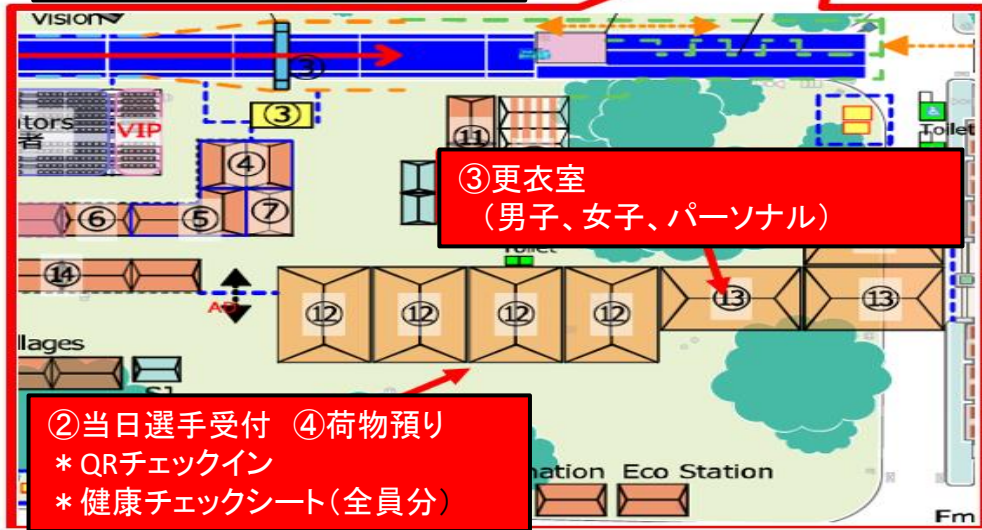 Vision
③
③
tors
者
VIP
④
⑪
Toilet
⑥
⑤
⑦
③更衣室
（男子、女子、パーソナル）
⑭
⑫
⑫
⑫
⑫
⑬
⑬
llages
②当日選手受付 ④荷物預り
＊QRチェックイン
＊健康チェックシート（全員分）
ation Eco Station
Fm